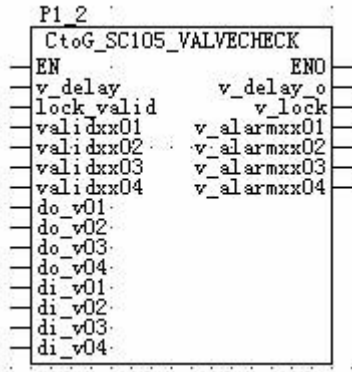 P1_2
CtoG_SC105_VALVECHECK
EN ENO
v_delay v_delay_o
lock_valid v_lock
validxx01 v_alarmxx01
validxx02 v_alarmxx02
validxx03 v_alarmxx03
validxx04 v_alarmxx04
do_v01
do_v02
do_v03
do_v04
di_v01
di_v02
di_v03
di_v04